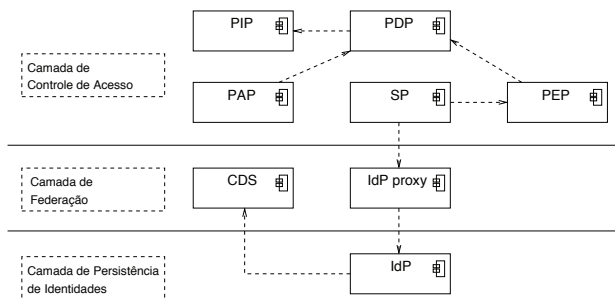 PIP
PDP
Camada de
Controle de Acesso
PAP
SP
PEP
Camada de
Federação
CDS
IdP proxy
Camada de Persistência
de Identidades
IdP